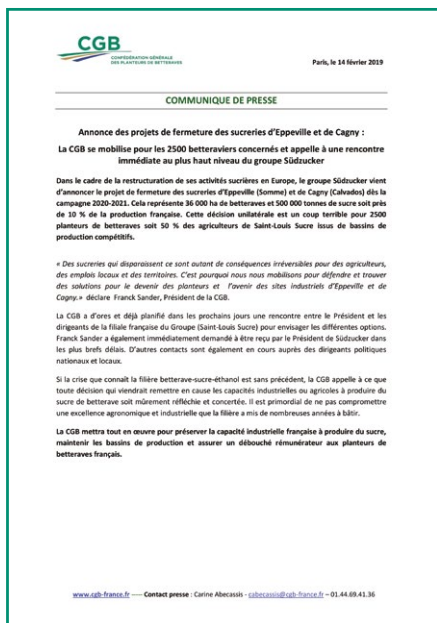 CGB
CONFÉDÉRATION GÉNÉRALE
DES PLANTEURS DE BETTERAVES
Paris, le 14 février 2019
COMMUNIQUE DE PRESSE
Annonce des projets de fermeture des sucreries d'Eppeville et de Cagny :
La CGB se mobilise pour les 2500 betteraviers concernés et appelle à une rencontre
immédiate au plus haut niveau du groupe Südzucker
Dans le cadre de la restructuration de ses activités sucrières en Europe, le groupe Südzucker vient
d'annoncer le projet de fermeture des sucreries d'Eppeville (Somme) et de Cagny (Calvados) dès la
campagne 2020-2021. Cela représente 36 000 ha de betteraves et 500 000 tonnes de sucre soit près
de 10 % de la production française. Cette décision unilatérale est un coup terrible pour 2500
planteurs de betteraves soit 50 % des agriculteurs de Saint-Louis Sucre issus de bassins de
production compétitifs.
« Des sucreries qui disparaissent ce sont autant de conséquences irréversibles pour des agriculteurs,
des emplois locaux et des territoires. C'est pourquoi nous nous mobilisons pour défendre et trouver
des solutions pour le devenir des planteurs et l'avenir des sites industriels d'Eppeville et de
Cagny.» déclare Franck Sander, Président de la CGB.
La CGB a d'ores et déjà planifié dans les prochains jours une rencontre entre le Président et les
dirigeants de la filiale française du Groupe (Saint-Louis Sucre) pour envisager les différentes options.
Franck Sander a également immédiatement demandé à être reçu par le Président de Südzucker dans
les plus brefs délais. D'autres contacts sont également en cours auprès des dirigeants politiques
nationaux et locaux.
Si la crise que connaît la filière betterave-sucre-éthanol est sans précédent, la CGB appelle à ce que
toute décision qui viendrait remettre en cause les capacités industrielles ou agricoles à produire du
sucre de betterave soit mûrement réfléchie et concertée. Il est primordial de ne pas compromettre
une excellence agronomique et industrielle que la filière a mis de nombreuses années à bâtir.
La CGB mettra tout en œuvre pour préserver la capacité industrielle française à produire du sucre,
maintenir les bassins de production et assurer un débouché rémunérateur aux planteurs de
betteraves français.
www.cgb-france.fr —– Contact presse : Carine Abecassis - cabecassis@cgb-france.fr – 01.44.69.41.36